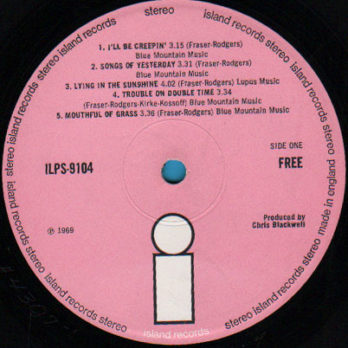 stereo
island records stereo island records stereo island records made in england stereo island records stereo island records
1. I'LL BE CREEPIN' 3.15 (Fraser-Rodgers)
Blue Mountain Music
2. SONGS OF YESTERDAY 3.31 (Fraser-Rodgers)
Blue Mountain Music
3. LYING IN THE SUNSHINE 4.02 (Fraser-Rodgers) Lupus Music
4. TROUBLE ON DOUBLE TIME 3.34
(Fraser-Rodgers-Kirke-Kossoff) Blue Mountain Music
5. MOUTHFUL OF GRASS 3.36 (Fraser-Rodgers) Blue Mountain Music
SIDE ONE
ILPS-9104
FREE
Produced by
Chris Blackwell
℗ 1969
i
island records